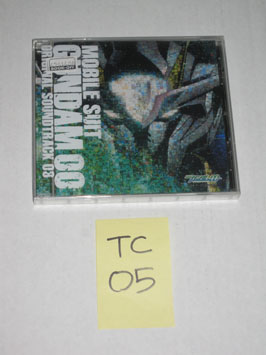 MOBILE SUIT
GUNDAM 00
ORIGINAL SOUNDTRACK 03
TC
05